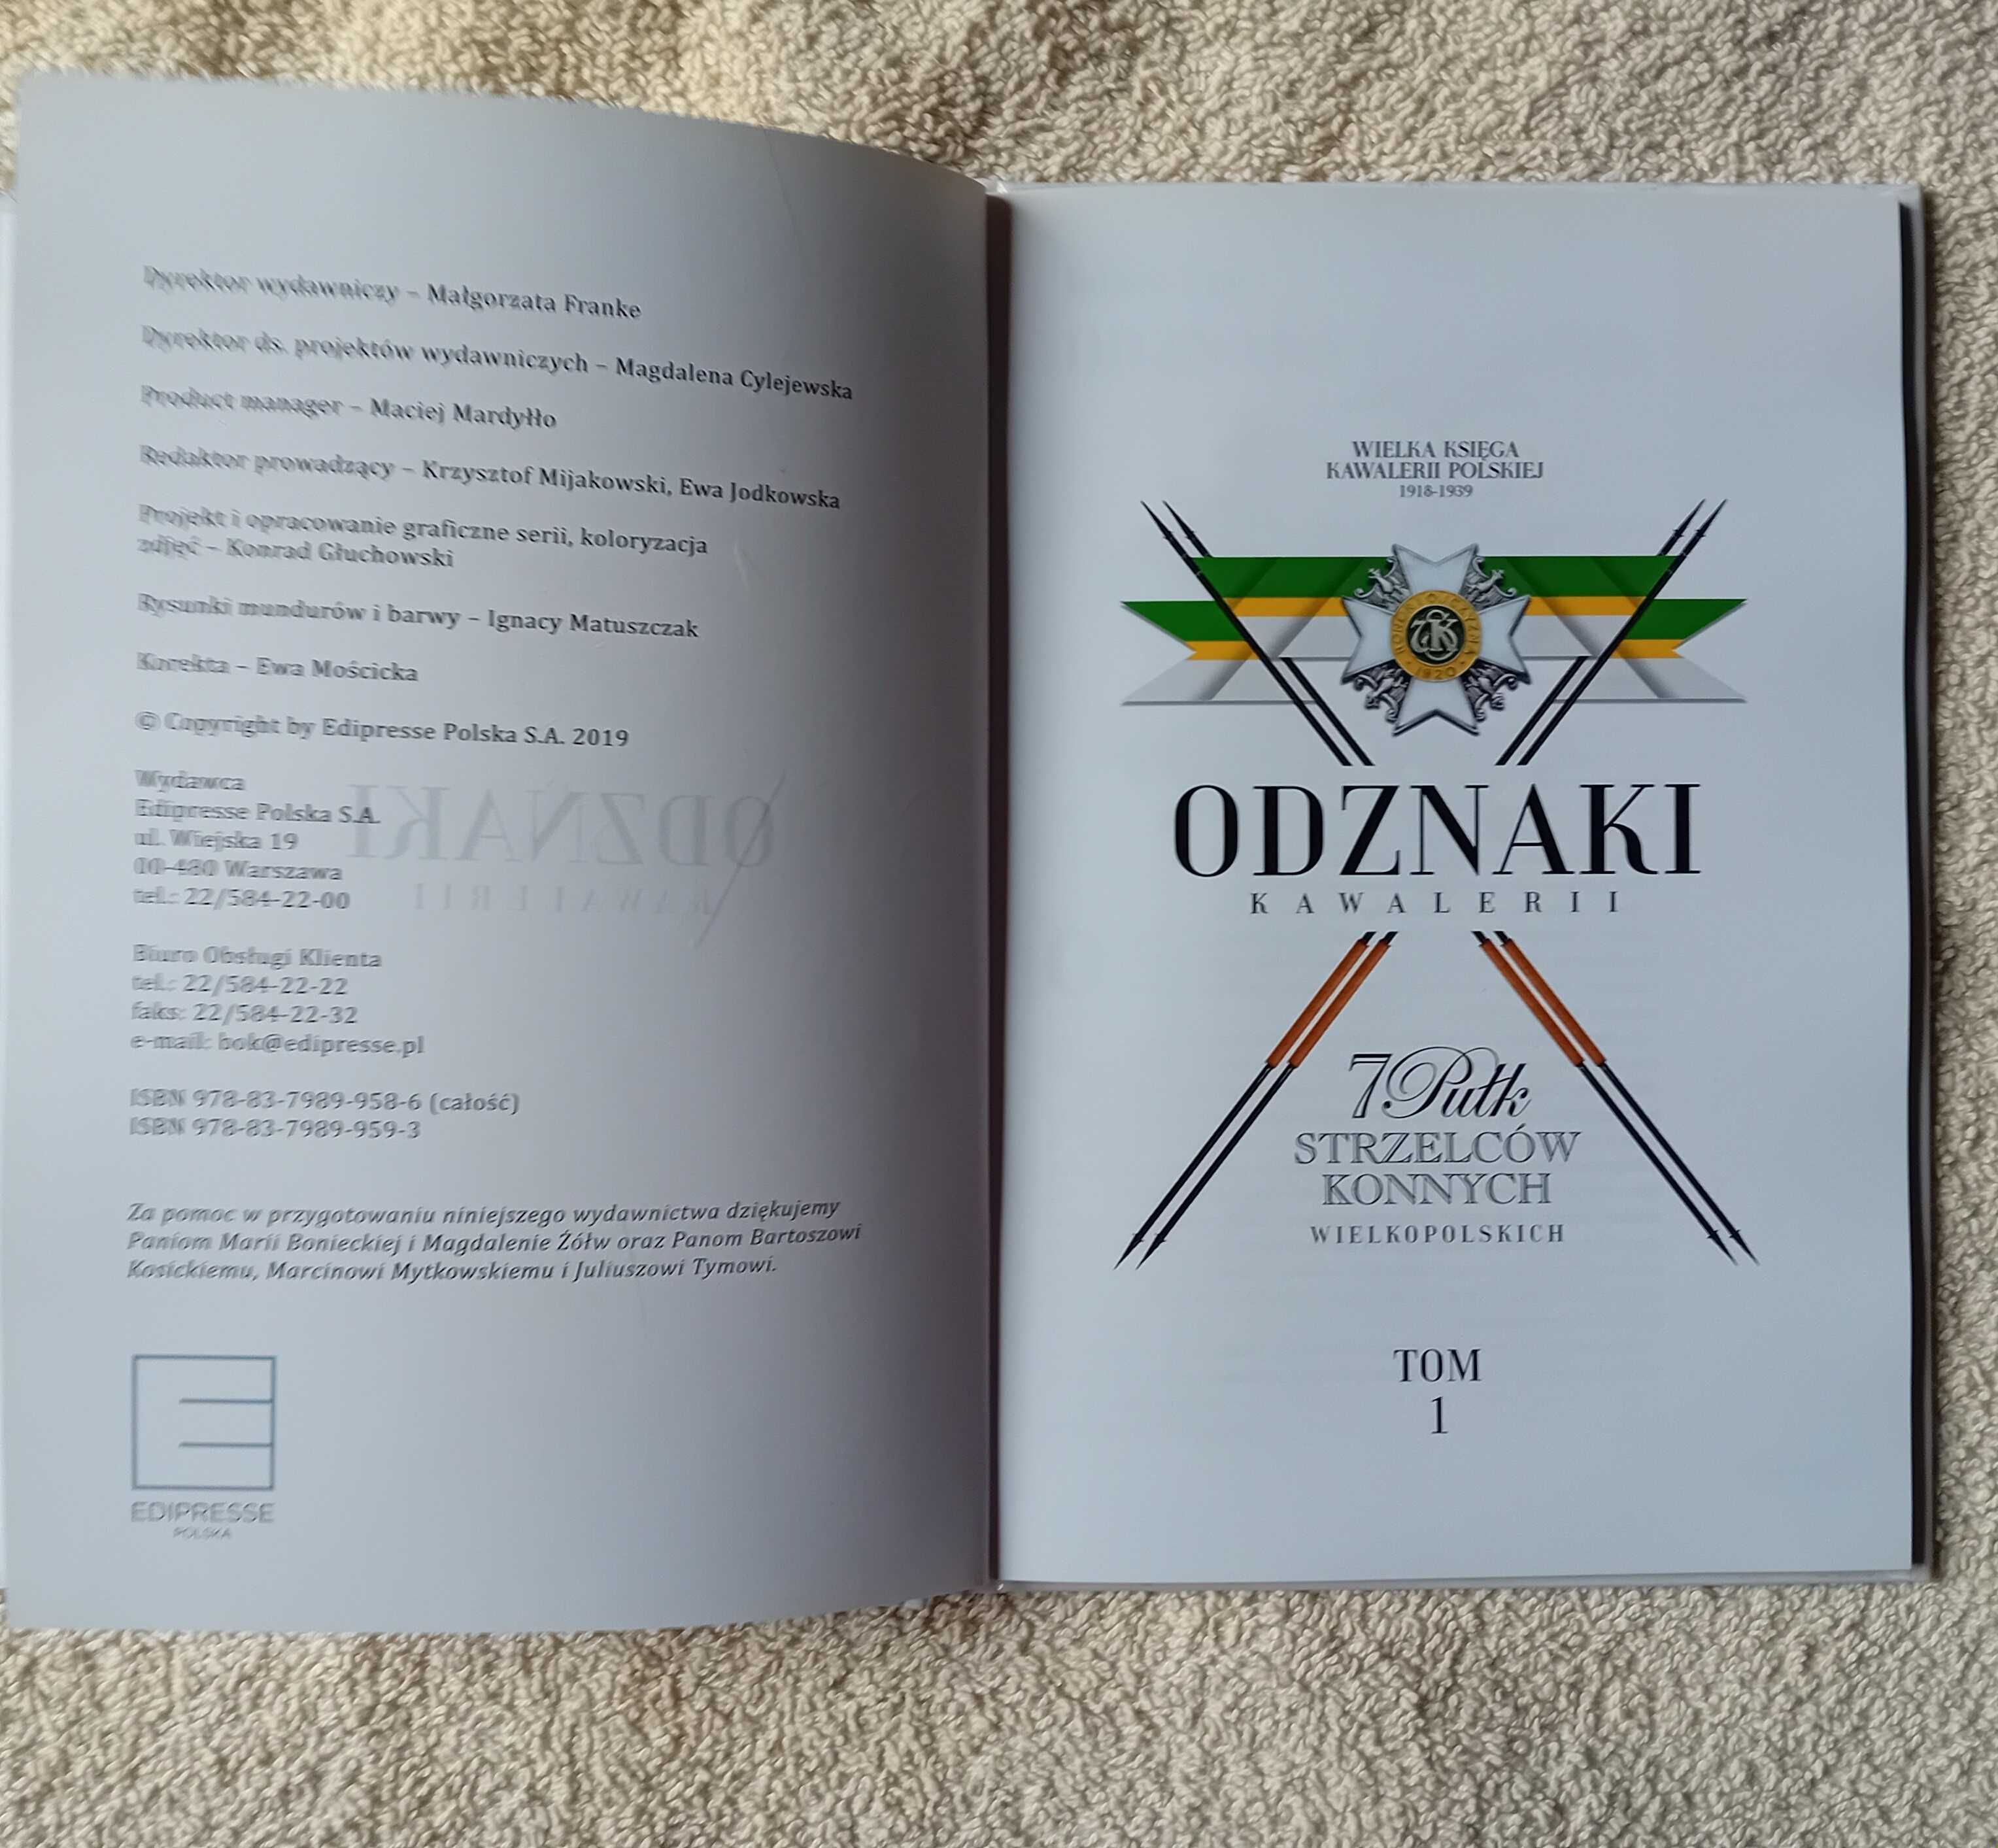 Dyrektor wydawniczy – Małgorzata Franke
Dyrektor ds. projektów wydawniczych – Magdalena Cylejewska
Product manager – Maciej Mardyłło
Redaktor prowadzący – Krzysztof Mijakowski, Ewa Jodkowska
Projekt i opracowanie graficzne serii, koloryzacja
zdjęć – Konrad Głuchowski
Rysunki mundurów i barwy – Ignacy Matuszczak
Korekta – Ewa Mościcka
© Copyright by Edipresse Polska S.A. 2019
Wydawca
Edipresse Polska S.A.
ul. Wiejska 19
00-480 Warszawa
tel.: 22/584-22-00
Biuro Obsługi Klienta
tel.: 22/584-22-22
faks: 22/584-22-32
e-mail: bok@edipresse.pl
ISBN 978-83-7989-958-6 (całość)
ISBN 978-83-7989-959-3
Za pomoc w przygotowaniu niniejszego wydawnictwa dziękujemy
Paniom Marii Bonieckiej i Magdalenie Żółw oraz Panom Bartoszowi
Kosickiemu, Marcinowi Mytkowskiemu i Juliuszowi Tymowi.
EDIPRESSE
POLSKA
WIELKA KSIĘGA
KAWALERII POLSKIEJ
1918-1939
1920
ODZNAKI
KAWALERII
7 Pułk
STRZELCÓW
KONNYCH
WIELKOPOLSKICH
TOM
1